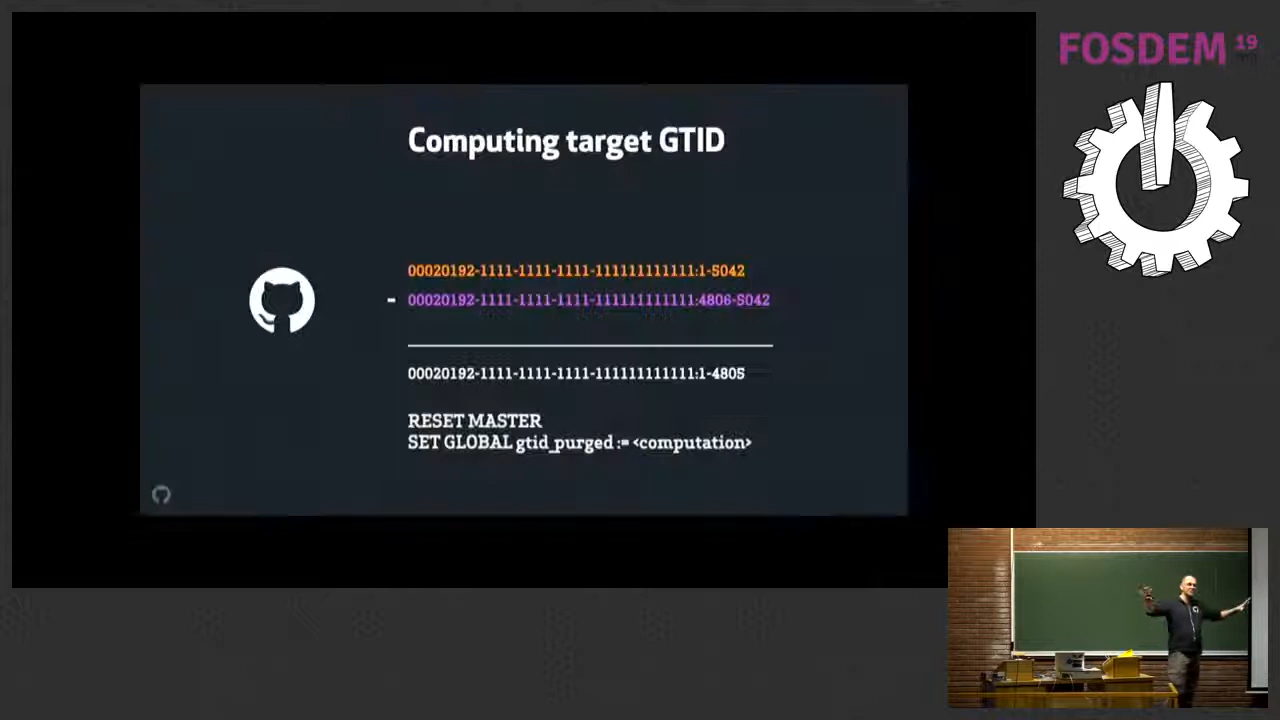 FOSDEM 19
Computing target GTID
00020192-1111-1111-1111-111111111111:1-5042
- 00020192-1111-1111-1111-111111111111:4806-5042
00020192-1111-1111-1111-111111111111:1-4805
RESET MASTER
SET GLOBAL gtid_purged := <computation>